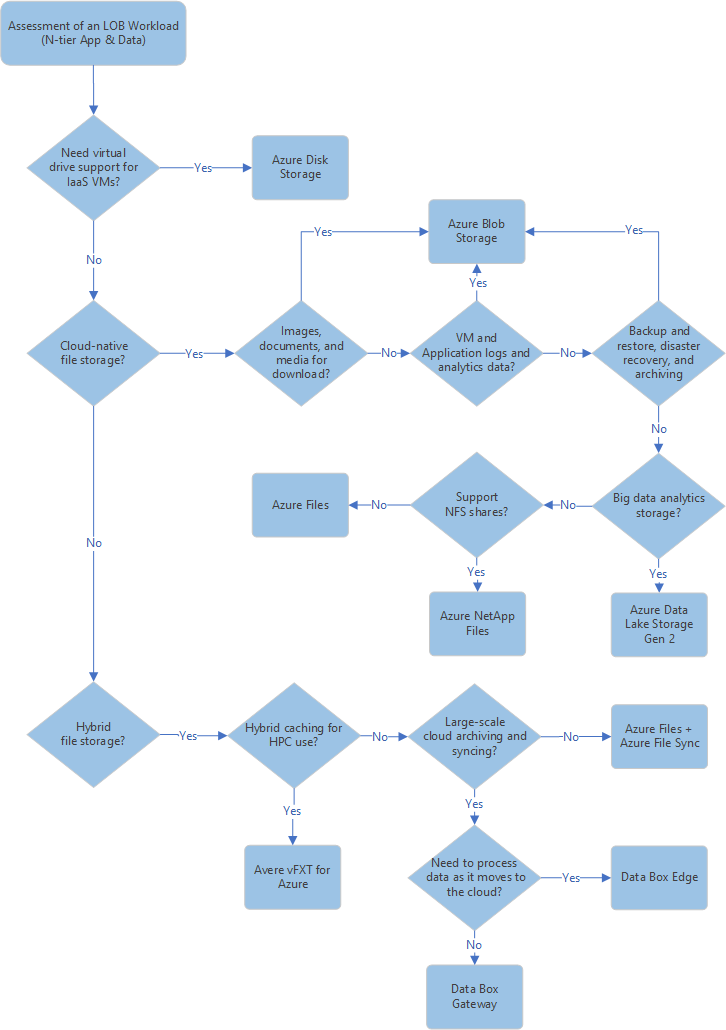 Assessment of an LOB Workload
(N-tier App & Data)
Need virtual
drive support for
IaaS VMs?
Yes
Azure Disk
Storage
No
Azure Blob
Storage
Yes
Yes
Yes
Cloud-native
file storage?
Yes
Images,
documents, and
media for
download?
No
VM and
Application logs and
analytics data?
No
Backup and
restore, disaster
recovery, and
archiving
No
Big data analytics
storage?
No
Support
NFS shares?
No
Azure Files
Yes
Azure NetApp
Files
Yes
Azure Data
Lake Storage
Gen 2
No
Hybrid
file storage?
Yes
Hybrid caching for
HPC use?
No
Large-scale
cloud archiving and
syncing?
No
Azure Files +
Azure File Sync
Yes
Avere vFXT for
Azure
Yes
Need to process
data as it moves to
the cloud?
Yes
Data Box Edge
No
Data Box
Gateway